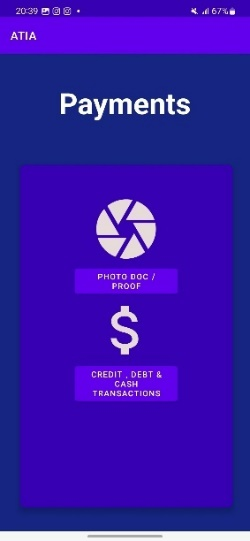 20:39 67%
ATIA
Payments
PHOTO DOC /
PROOF
$
CREDIT , DEBT &
CASH
TRANSACTIONS